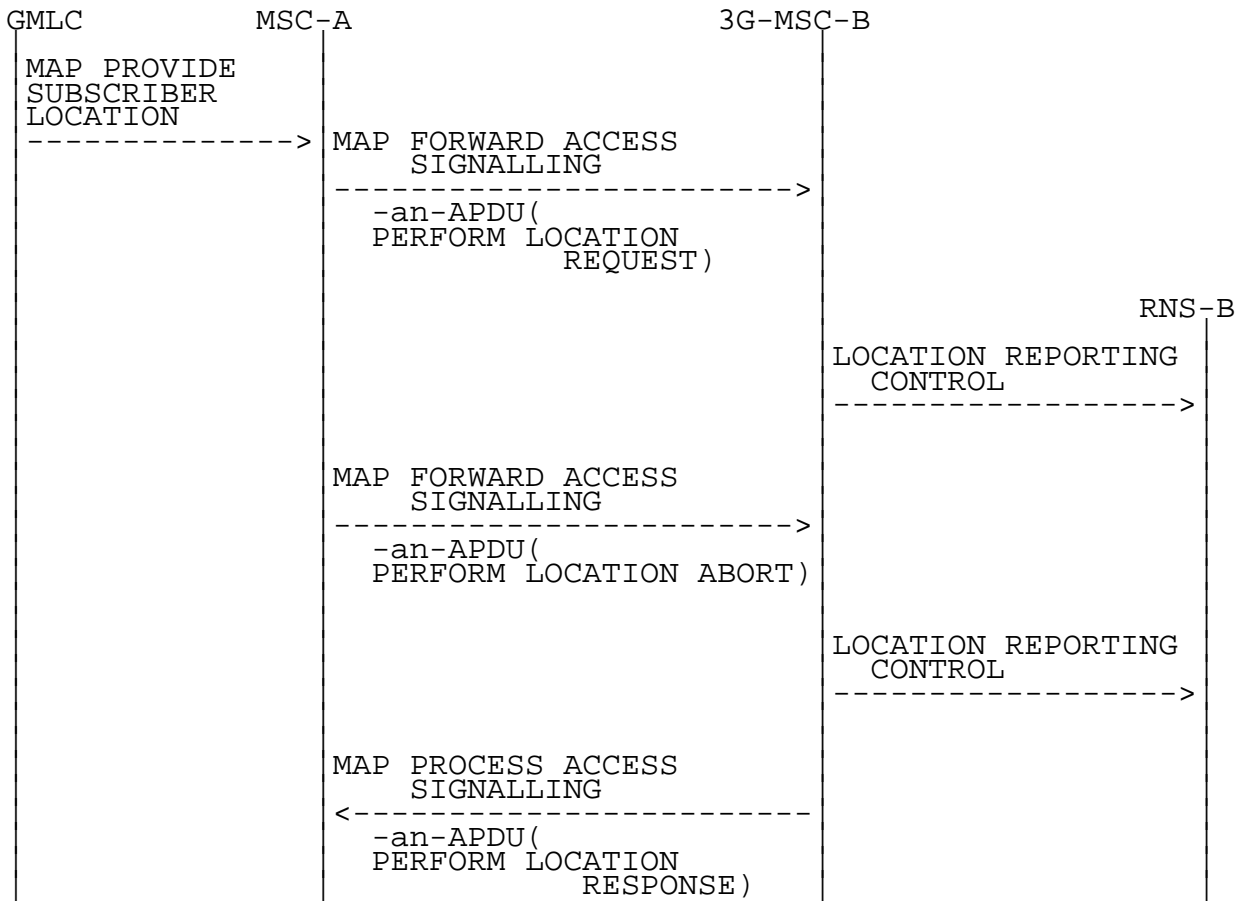 GMLC MSC-A 3G-MSC-B
MAP PROVIDE
SUBSCRIBER
LOCATION
--------------> MAP FORWARD ACCESS
SIGNALLING
------------------------>
-an-APDU(
PERFORM LOCATION
REQUEST)
RNS-B
LOCATION REPORTING
CONTROL
------------------>
MAP FORWARD ACCESS
SIGNALLING
------------------------>
-an-APDU(
PERFORM LOCATION ABORT)
LOCATION REPORTING
CONTROL
------------------>
MAP PROCESS ACCESS
SIGNALLING
<------------------------
-an-APDU(
PERFORM LOCATION
RESPONSE)